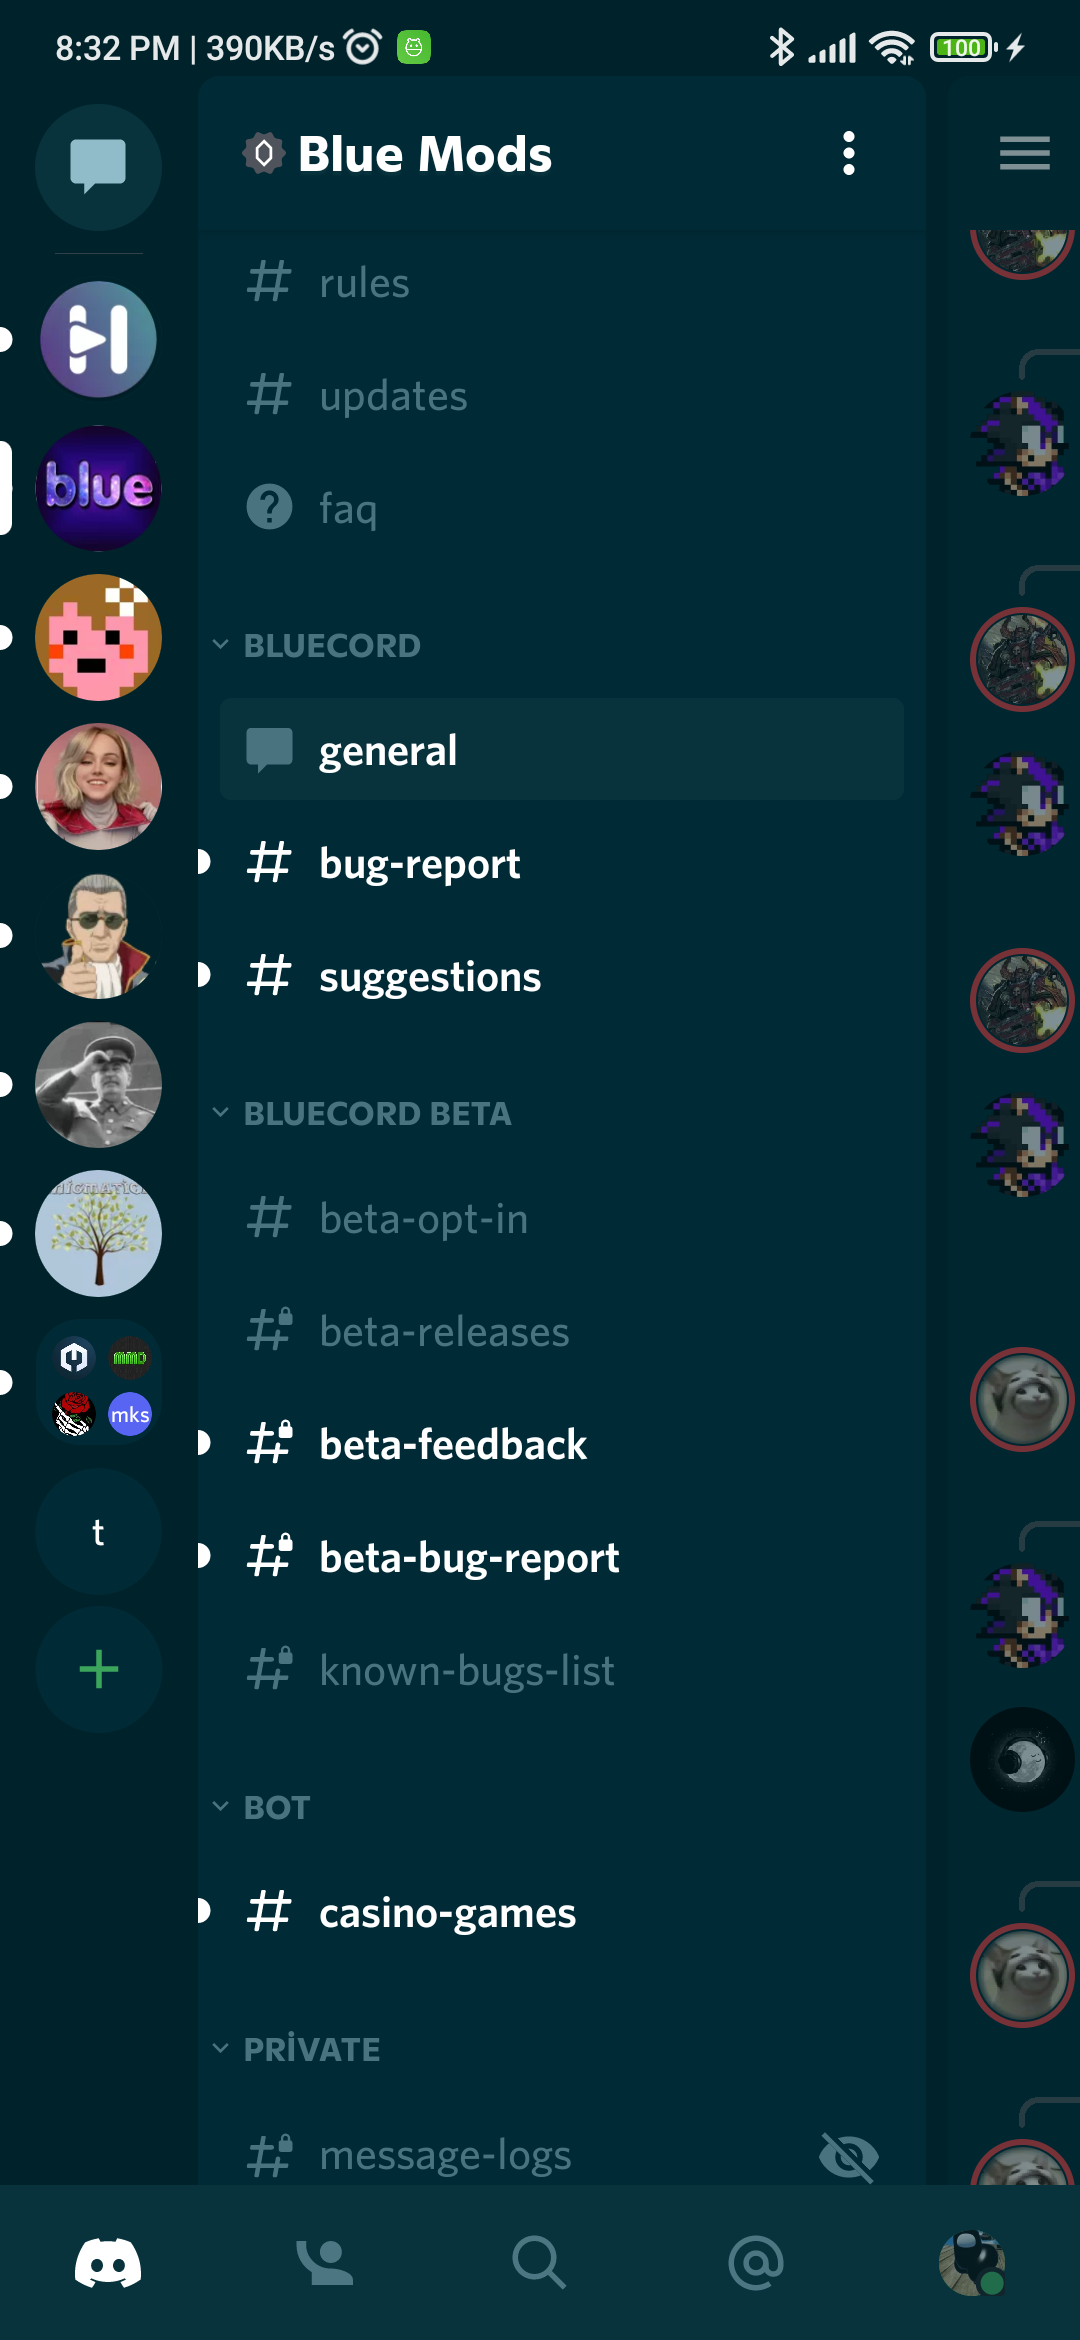 8:32 PM | 390KB/s
100
Blue Mods
rules
updates
faq
BLUECORD
general
bug-report
suggestions
BLUECORD BETA
beta-opt-in
beta-releases
beta-feedback
beta-bug-report
known-bugs-list
BOT
casino-games
PRİVATE
message-logs
blue
mks
t